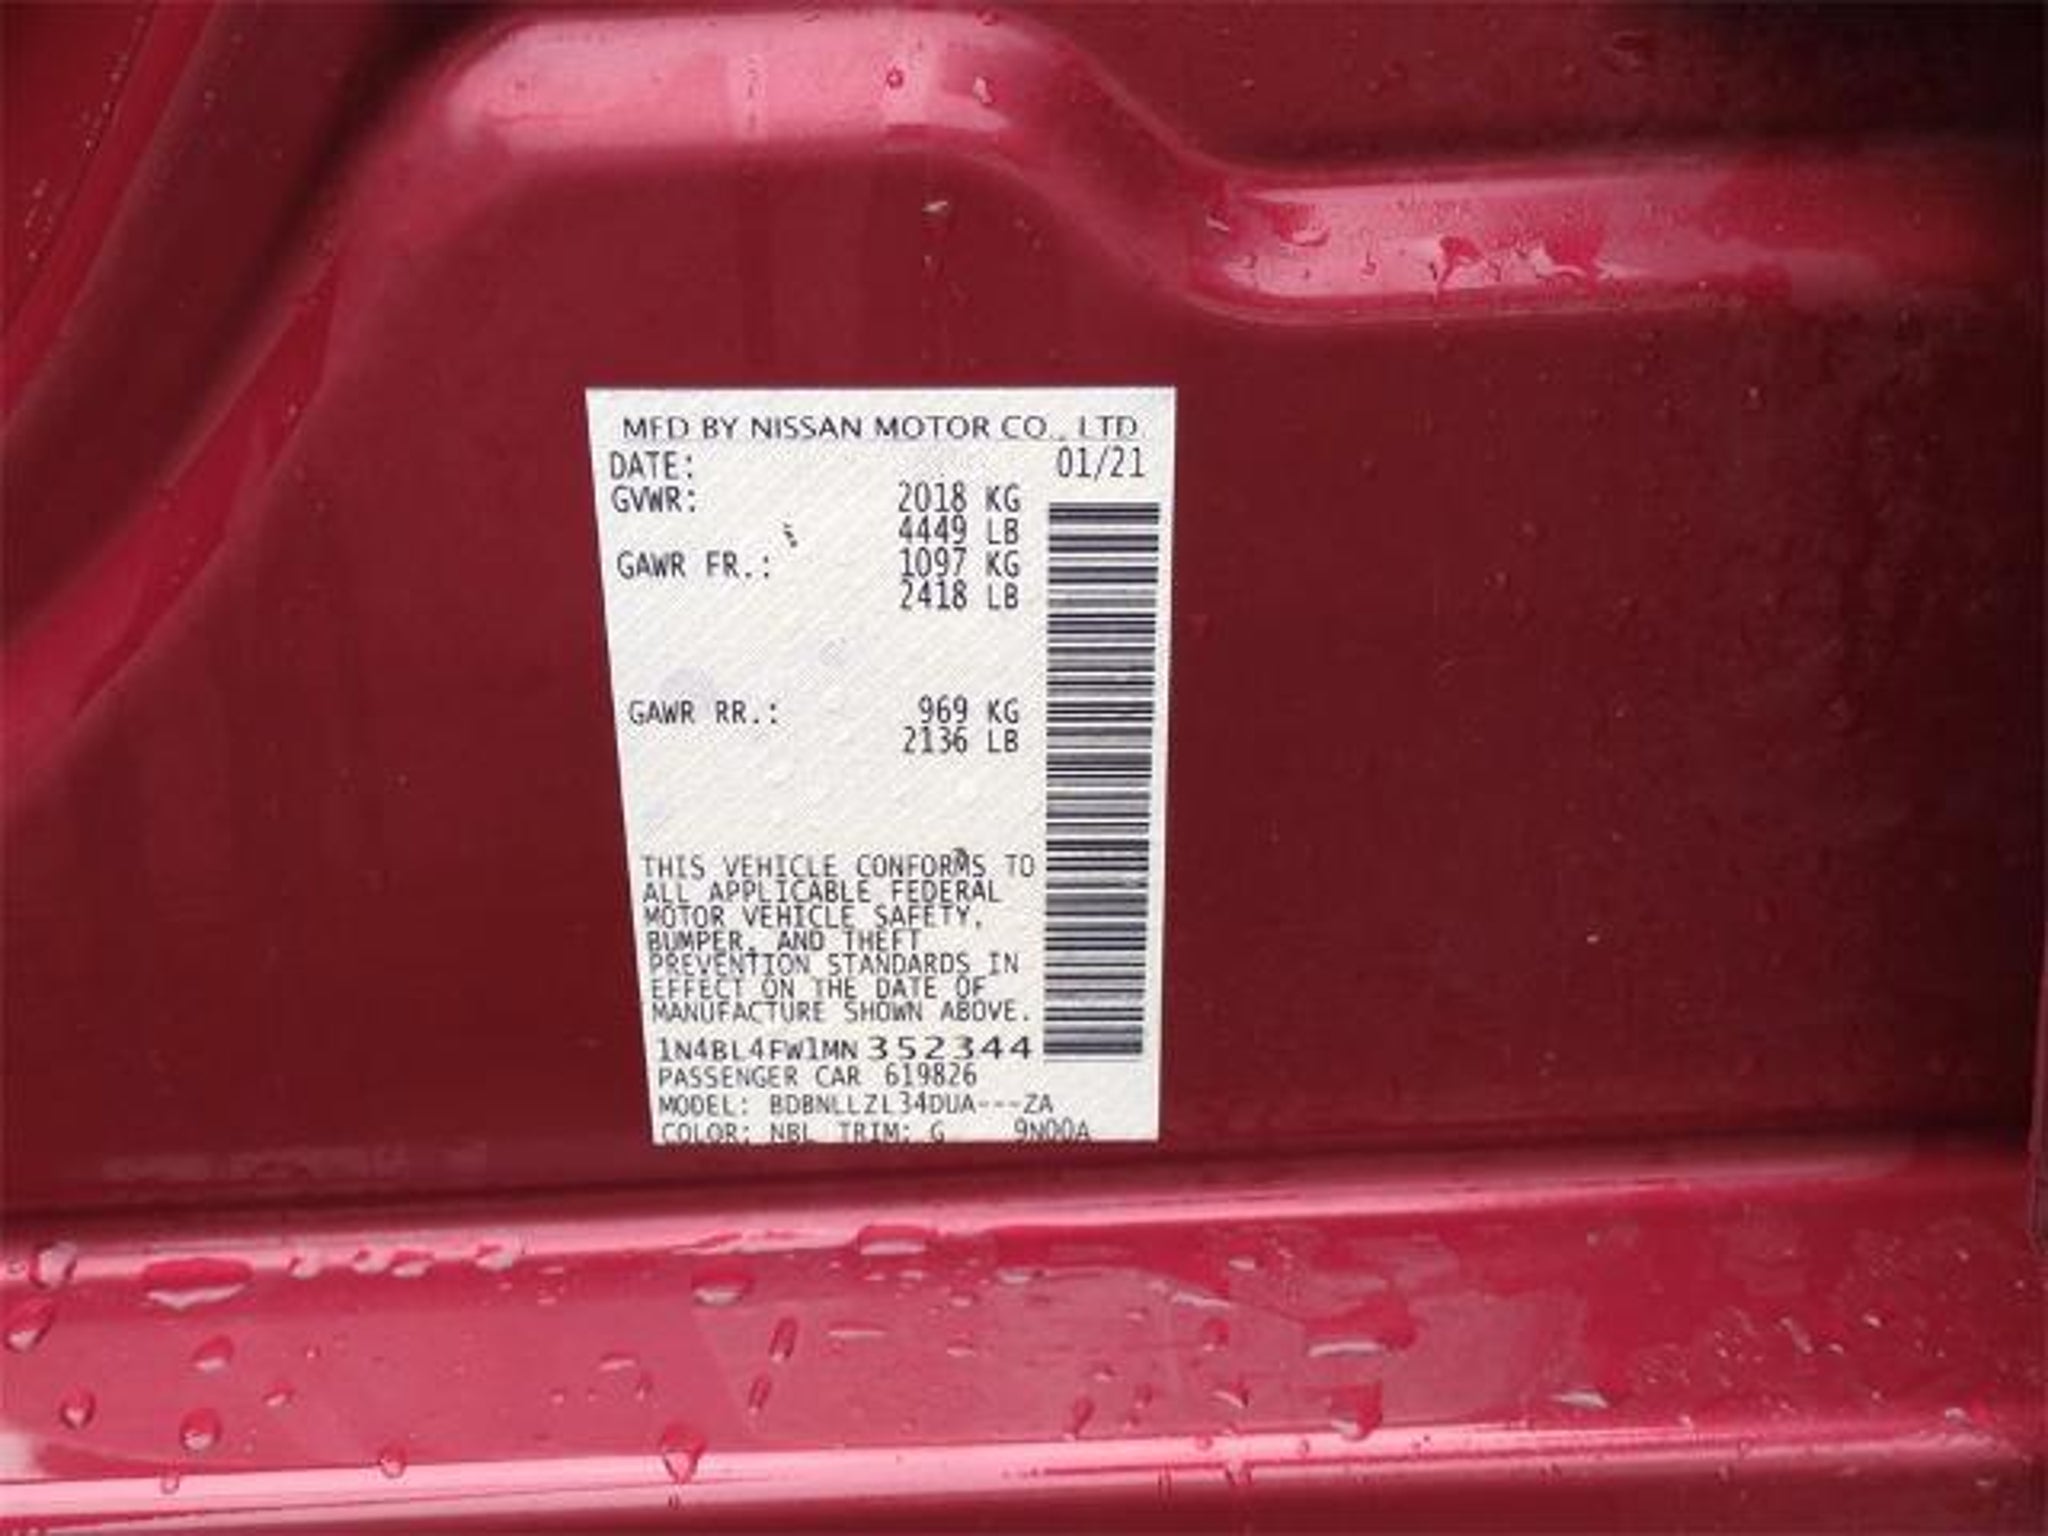 MFD BY NISSAN MOTOR CO., LTD
DATE: 01/21
GVWR: 2018 KG
4449 LB
GAWR FR.: 1097 KG
2418 LB
GAWR RR.: 969 KG
2136 LB
THIS VEHICLE CONFORMS TO
ALL APPLICABLE FEDERAL
MOTOR VEHICLE SAFETY,
BUMPER, AND THEFT
PREVENTION STANDARDS IN
EFFECT ON THE DATE OF
MANUFACTURE SHOWN ABOVE.
1N4BL4FW1MN352344
PASSENGER CAR 619826
MODEL: BDBNLLZL34DUA---ZA
COLOR: NBL TRIM: G 9N00A